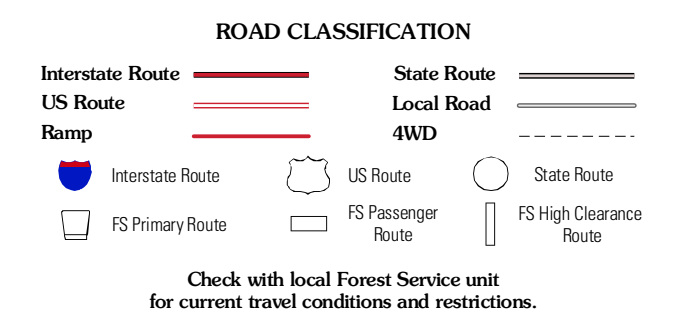 ROAD CLASSIFICATION
Interstate Route
State Route
US Route
Local Road
Ramp
4WD
Interstate Route
US Route
State Route
FS Primary Route
FS Passenger
Route
FS High Clearance
Route
Check with local Forest Service unit
for current travel conditions and restrictions.